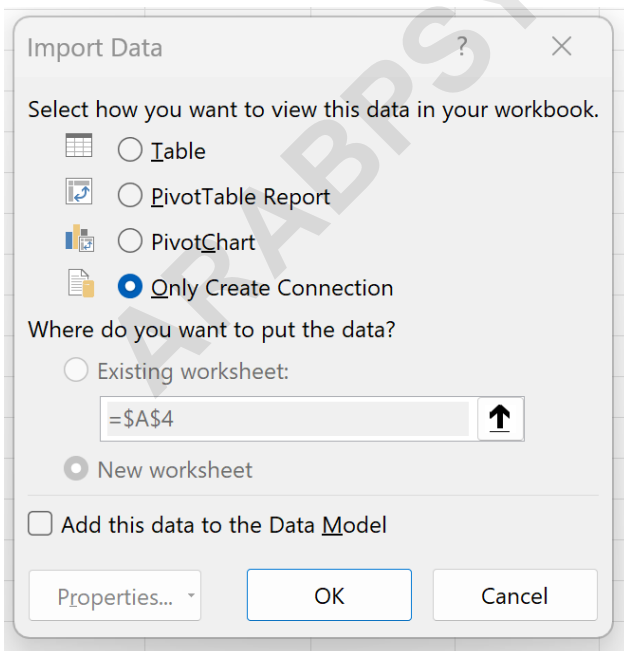 Import Data ?
Select how you want to view this data in your workbook.
Table
PivotTable Report
PivotChart
Only Create Connection
Where do you want to put the data?
Existing worksheet:
=$A$4
New worksheet
Add this data to the Data Model
Properties...
OK Cancel
ARABPSY